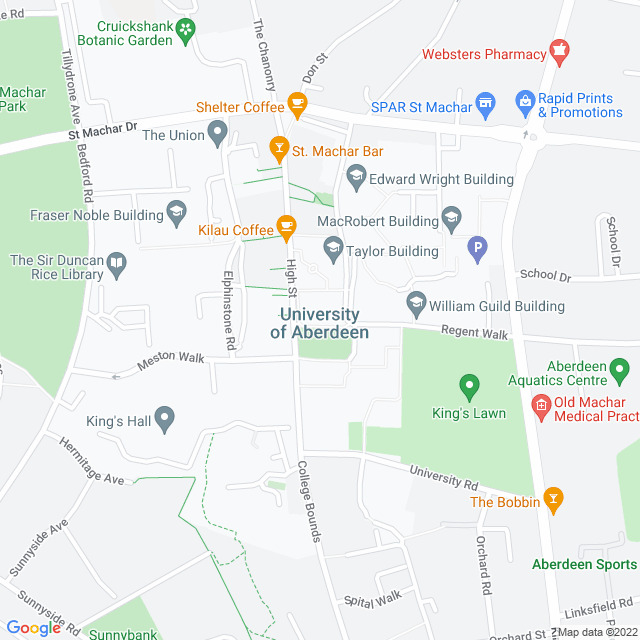 ne Rd
Cruickshank
Botanic Garden
Tillydrone Ave
The Chanonry
Don St
Websters Pharmacy
Machar
Park
Shelter Coffee
SPAR St Machar
Rapid Prints
& Promotions
St Machar Dr
The Union
St. Machar Bar
Bedford Rd
Edward Wright Building
Fraser Noble Building
MacRobert Building
Kilau Coffee
School Dr
The Sir Duncan
Rice Library
Taylor Building
P
School Dr
High St
Elphinstone Rd
William Guild Building
University
of Aberdeen
Regent Walk
Meston Walk
Aberdeen
Aquatics Centre
King's Lawn
Old Machar
Medical Pract
King's Hall
Hermitage Ave
College Bounds
University Rd
The Bobbin
Sunnyside Ave
Orchard Rd
Aberdeen Sports
Sunnyside Rd
Spital Walk
Linksfield Rd
Google
Sunnybank
Orchard St
Map data ©2022